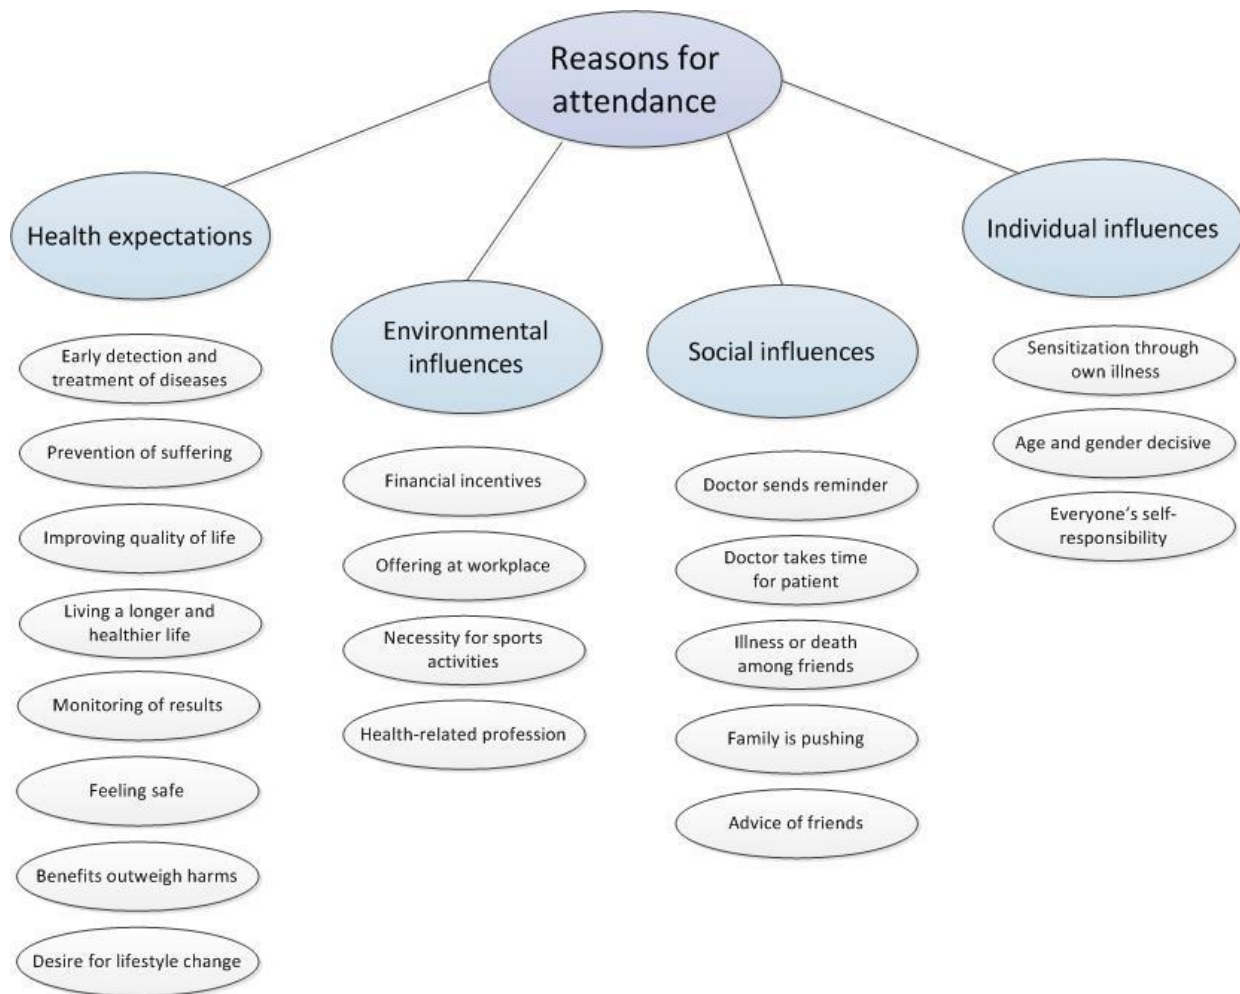 Reasons for
attendance
Health expectations
Early detection and
treatment of diseases
Prevention of suffering
Improving quality of life
Living a longer and
healthier life
Monitoring of results
Feeling safe
Benefits outweigh harms
Desire for lifestyle change
Environmental
influences
Financial incentives
Offering at workplace
Necessity for sports
activities
Health-related profession
Social influences
Doctor sends reminder
Doctor takes time
for patient
Illness or death
among friends
Family is pushing
Advice of friends
Individual influences
Sensitization through
own illness
Age and gender decisive
Everyone’s self-
responsibility